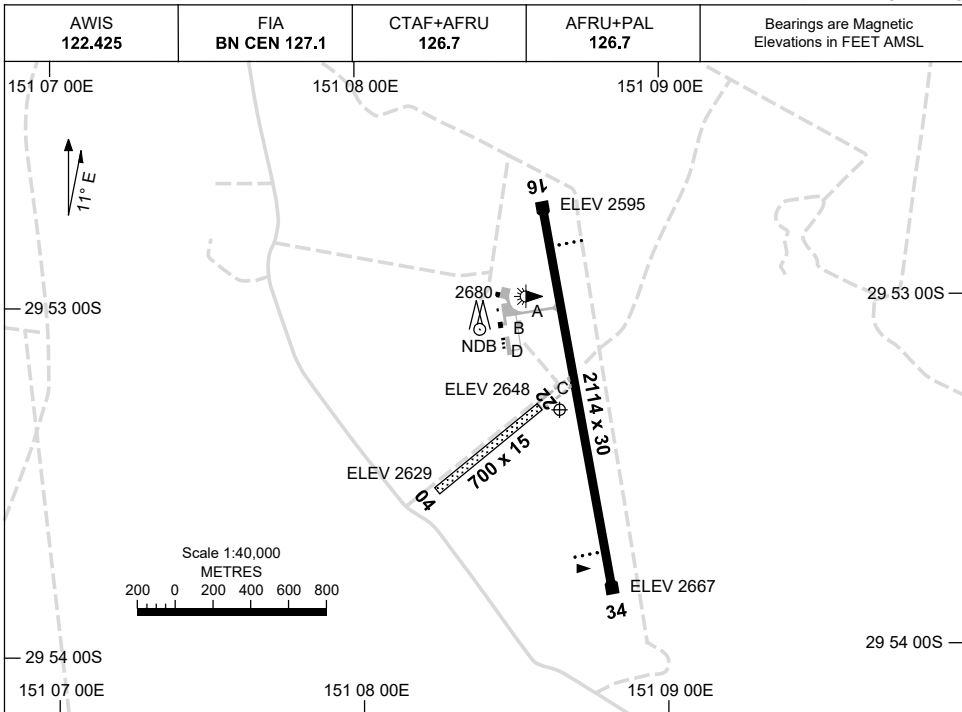 AWIS
122.425
FIA
BN CEN 127.1
CTAF+AFRU
126.7
AFRU+PAL
126.7
Bearings are Magnetic
Elevations in FEET AMSL
151 07 00E
151 08 00E
151 09 00E
11° E
16
ELEV 2595
29 53 00S
2680
29 53 00S
A
B
NDB
D
ELEV 2648
C
22
2114 x 30
ELEV 2629
700 x 15
04
Scale 1:40,000
METRES
200 0 200 400 600 800
ELEV 2667
34
29 54 00S
29 54 00S
151 07 00E
151 08 00E
151 09 00E